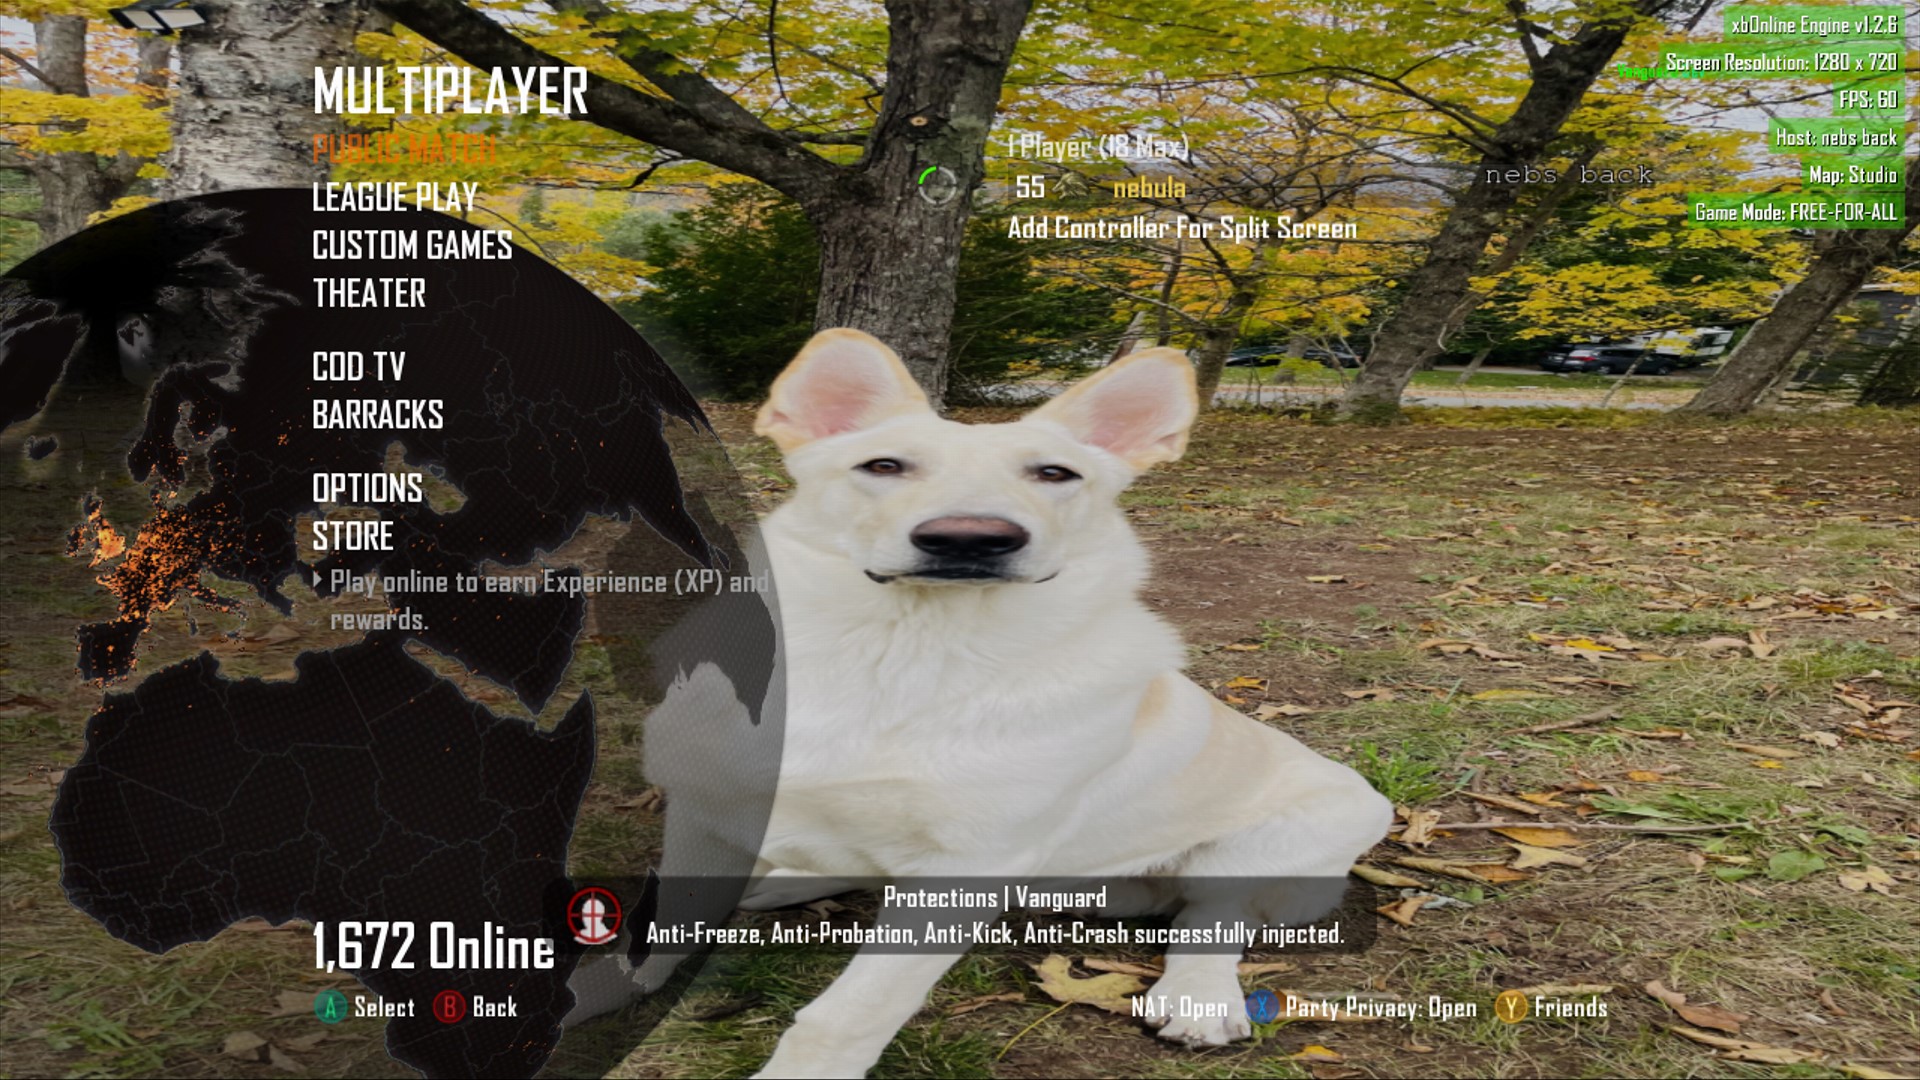 MULTIPLAYER
PUBLIC MATCH
LEAGUE PLAY
CUSTOM GAMES
THEATER
COD TV
BARRACKS
OPTIONS
STORE
Play online to earn Experience (XP) and
rewards.
1,672 Online
A Select B Back
1 Player (18 Max)
55 nebula
Add Controller For Split Screen
nebs back
xbOnline Engine v1.2.6
Screen Resolution: 1280 x 720
FPS: 60
Host: nebs back
Map: Studio
Game Mode: FREE-FOR-ALL
Protections | Vanguard
Anti-Freeze, Anti-Probation, Anti-Kick, Anti-Crash successfully injected.
NAT: Open X Party Privacy: Open Y Friends